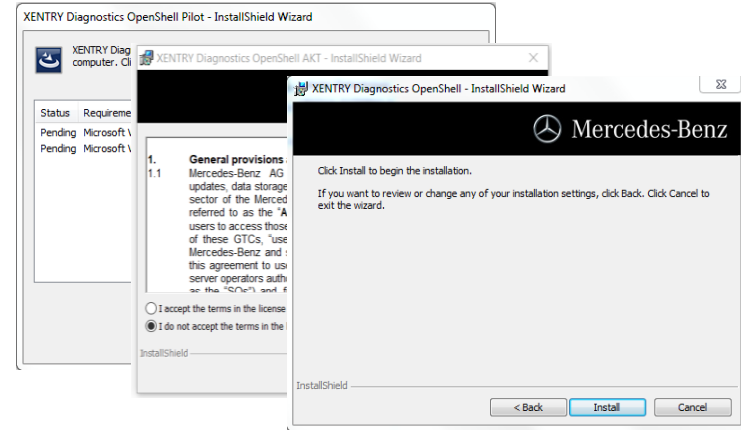 XENTRY Diagnostics OpenShell Pilot - InstallShield Wizard
XENTRY Diag
computer. Cli
Status Requireme
Pending Microsoft V
Pending Microsoft V
XENTRY Diagnostics OpenShell AKT - InstallShield Wizard
1. General provisions
1.1 Mercedes-Benz AG
updates, data storage
sector of the Merced
referred to as the "A
users to access those
of these GTCs, "use
Mercedes-Benz and s
this agreement to us
server operators auth
as the "SOs") and f
I accept the terms in the license
I do not accept the terms in the
InstallShield
XENTRY Diagnostics OpenShell - InstallShield Wizard
Mercedes-Benz
Click Install to begin the installation.
If you want to review or change any of your installation settings, click Back. Click Cancel to
exit the wizard.
InstallShield
< Back Install Cancel